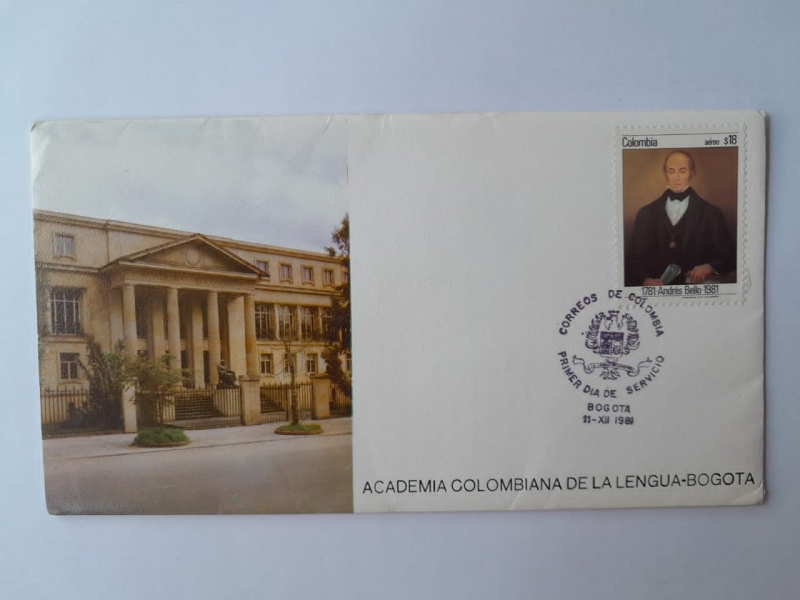 Colombia aéreo $18
1781 Andrés Bello 1981
CORREOS DE COLOMBIA
PRIMER DIA DE SERVICIO
BOGOTA
11-XII 1981
ACADEMIA COLOMBIANA DE LA LENGUA-BOGOTA